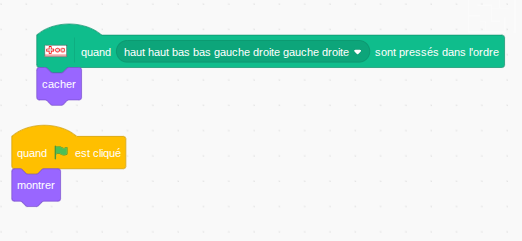 quand haut haut bas bas gauche droite gauche droite sont pressés dans l'ordre
cacher
quand est cliqué
montrer